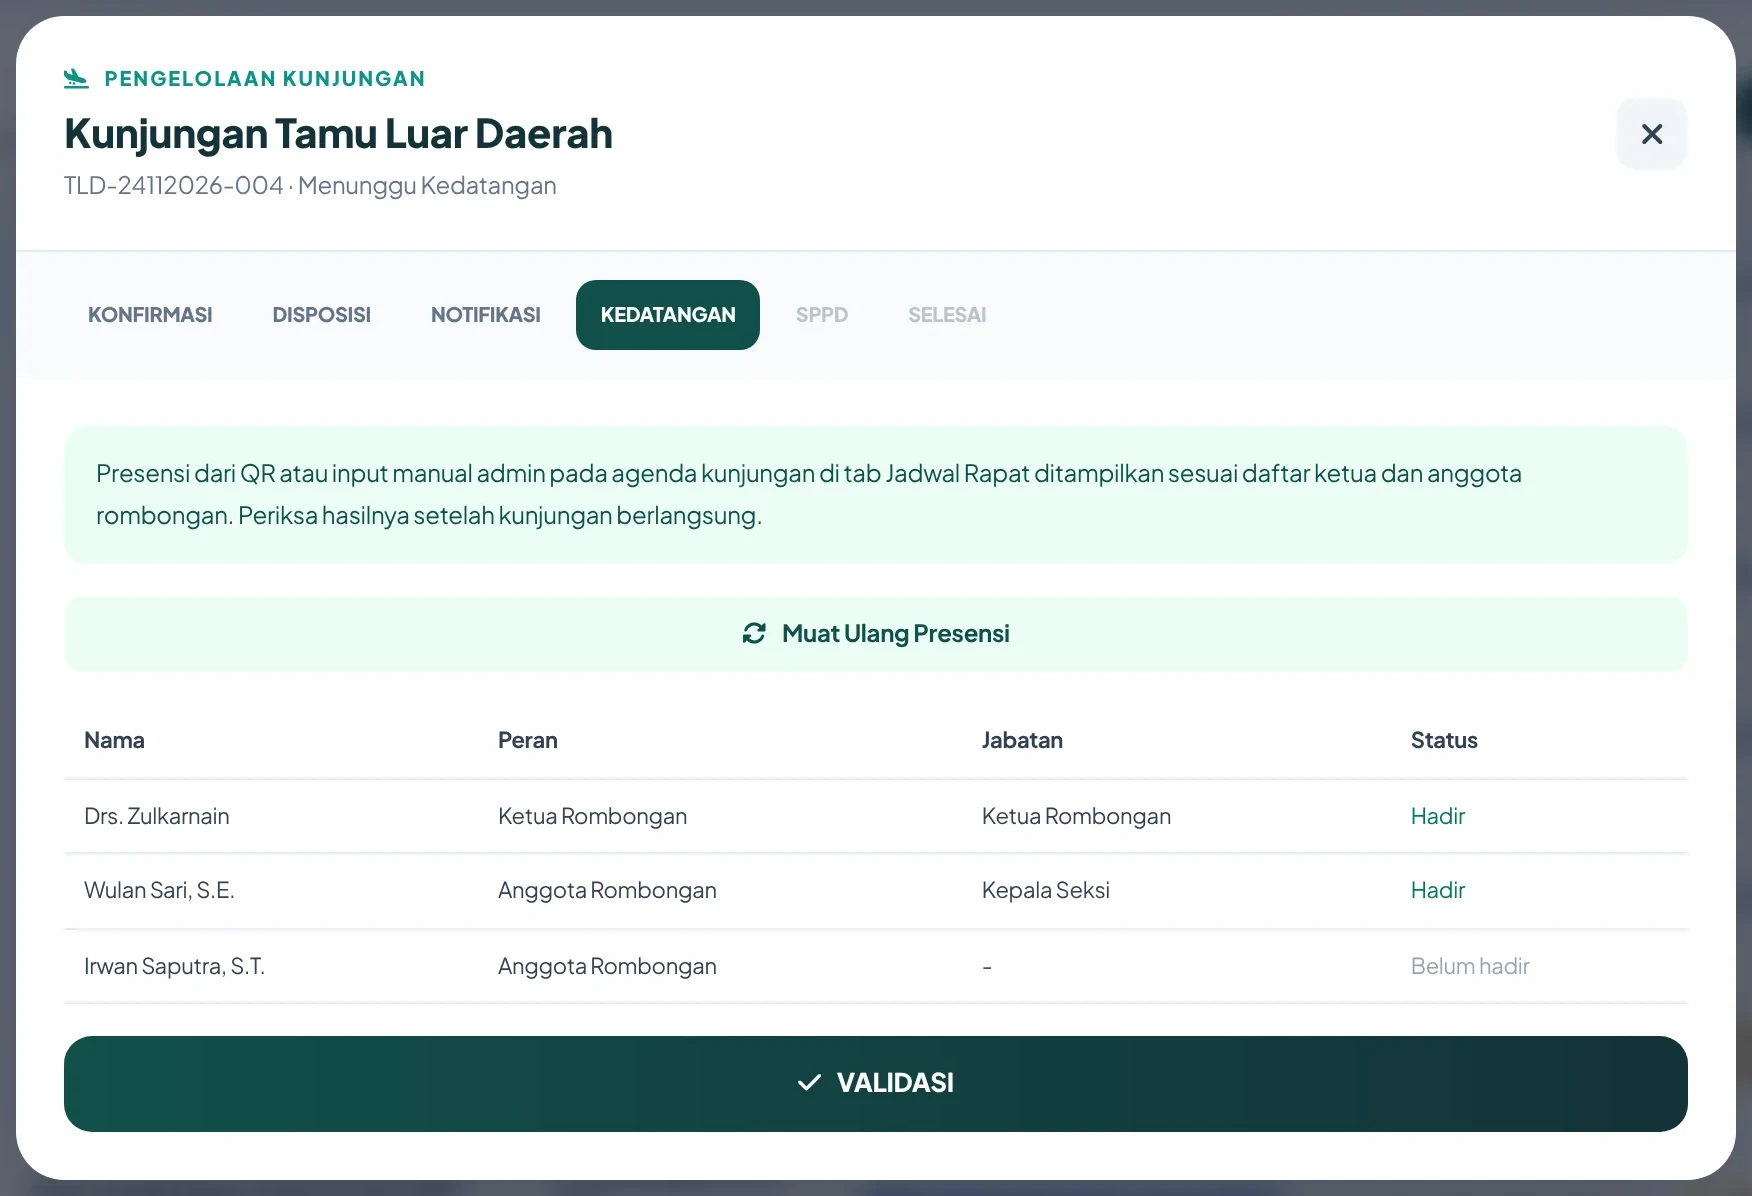 PENGELOLAAN KUNJUNGAN
Kunjungan Tamu Luar Daerah
TLD-24112026-004 · Menunggu Kedatangan
KONFIRMASI DISPOSISI NOTIFIKASI KEDATANGAN SPPD SELESAI
Presensi dari QR atau input manual admin pada agenda kunjungan di tab Jadwal Rapat ditampilkan sesuai daftar ketua dan anggota
rombongan. Periksa hasilnya setelah kunjungan berlangsung.
Muat Ulang Presensi
Nama Peran Jabatan Status
Drs. Zulkarnain Ketua Rombongan Ketua Rombongan Hadir
Wulan Sari, S.E. Anggota Rombongan Kepala Seksi Hadir
Irwan Saputra, S.T. Anggota Rombongan - Belum hadir
VALIDASI